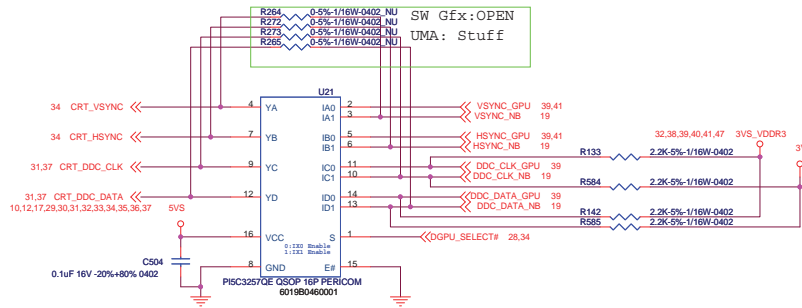 R264 0-5%-1/16W-0402_NU
R272 0-5%-1/16W-0402_NU
R273 0-5%-1/16W-0402_NU
R265 0-5%-1/16W-0402_NU
SW Gfx:OPEN
UMA: Stuff
U21
34 CRT_VSYNC 4 YA IA0 2 VSYNC_GPU 39,41
IA1 3 VSYNC_NB 19
34 CRT_HSYNC 7 YB IB0 5 HSYNC_GPU 39,41
IB1 6 HSYNC_NB 19
32,38,39,40,41,47 3VS_VDDR3
3V
31,37 CRT_DDC_CLK 9 YC IC0 11 DDC_CLK_GPU 39
IC1 10 DDC_CLK_NB 19
R133 2.2K-5%-1/16W-0402
R584 2.2K-5%-1/16W-0402
31,37 CRT_DDC_DATA 12 YD ID0 14 DDC_DATA_GPU 39
ID1 13 DDC_DATA_NB 19
R142 2.2K-5%-1/16W-0402
R585 2.2K-5%-1/16W-0402
10,12,17,29,30,31,32,33,34,35,36,37 5VS
16 VCC S 1 DGPU_SELECT# 28,34
0:IX0 Enable
1:IX1 Enable
C504
0.1uF 16V -20%+80% 0402
8 GND E# 15
PI5C3257QE QSOP 16P PERICOM
6019B0460001